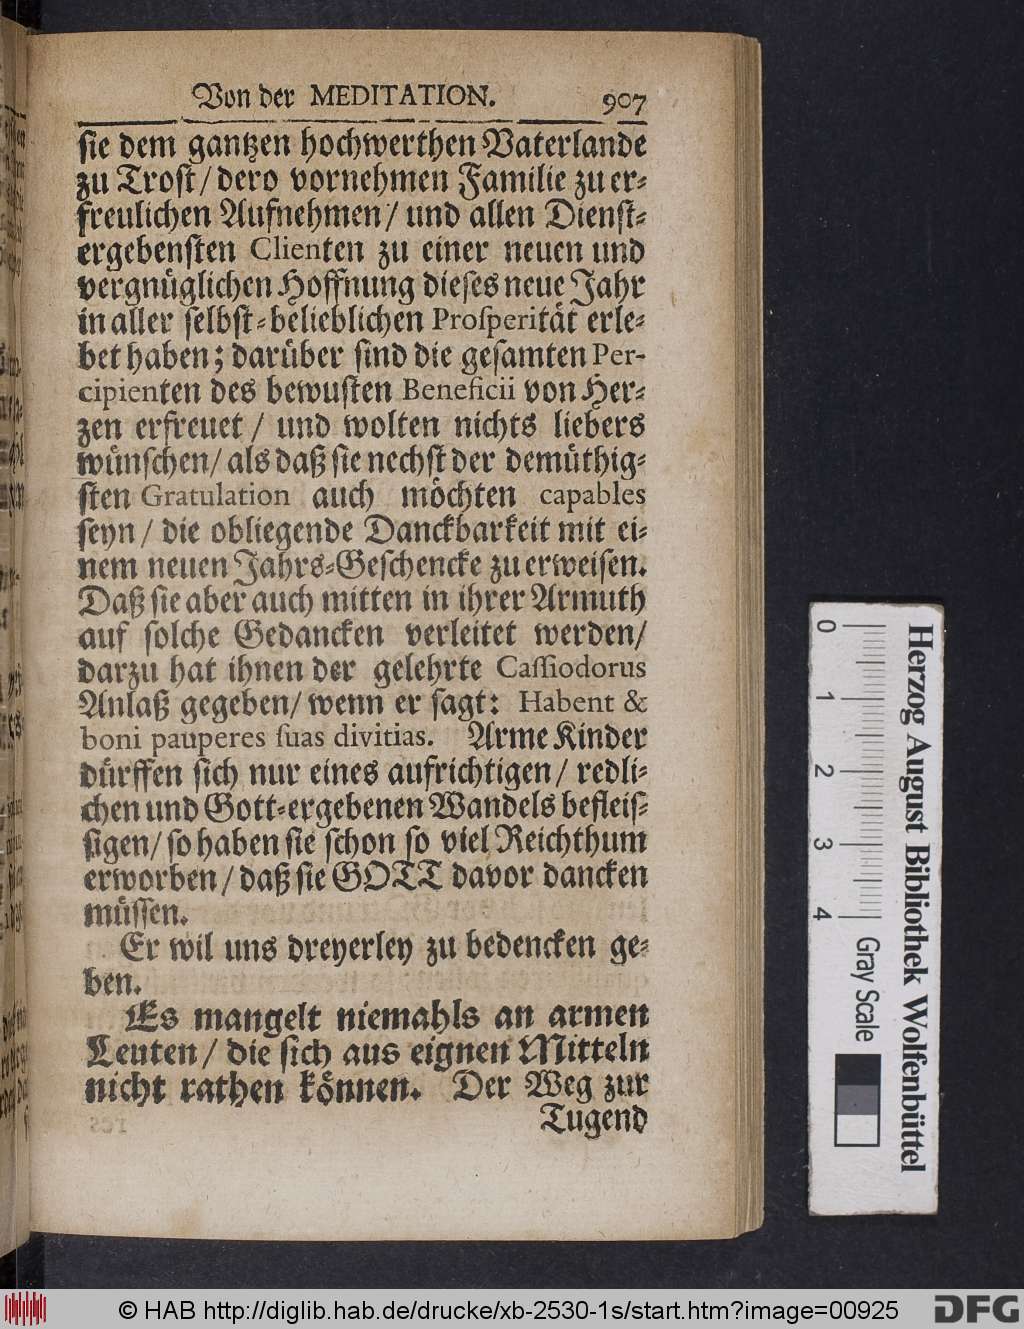 Von der MEDITATION. 907
sie dem gantzen hochwerthen Vaterlande
zu Trost / dero vornehmen Familie zu er-
freulichen Aufnehmen / und allen Dienst-
ergebensten Clienten zu einer neuen und
vergnüglichen Hoffnung dieses neue Jahr
in aller selbst-belieblichen Prosperität erle-
bet haben; darüber sind die gesamten Per-
cipienten des bewusten Beneficii von Her-
zen erfreuet / und wolten nichts liebers
wünschen / als daß sie nechst der demüthig-
sten Gratulation auch möchten capables
seyn / die obliegende Danckbarkeit mit ei-
nem neuen Jahrs-Geschencke zu erweisen.
Daß sie aber auch mitten in ihrer Armuth
auf solche Gedancken verleitet werden /
darzu hat ihnen der gelehrte Cassiodorus
Anlaß gegeben / wenn er sagt: Habent &
boni pauperes suas divitias. Arme Kinder
dürffen sich nur eines aufrichtigen / redli-
chen und Gott-ergebenen Wandels befleis-
sigen / so haben sie schon so viel Reichthum
erworben / daß sie GOTT davor dancken
müssen.
Er wil uns dreyerley zu bedencken ge-
ben.
Es mangelt niemahls an armen
Leuten / die sich aus eignen Mitteln
nicht rathen können. Der Weg zur
Tugend
0 1 2 3 4 Gray Scale
Herzog August Bibliothek Wolfenbüttel
© HAB http://diglib.hab.de/drucke/xb-2530-1s/start.htm?image=00925
DFG